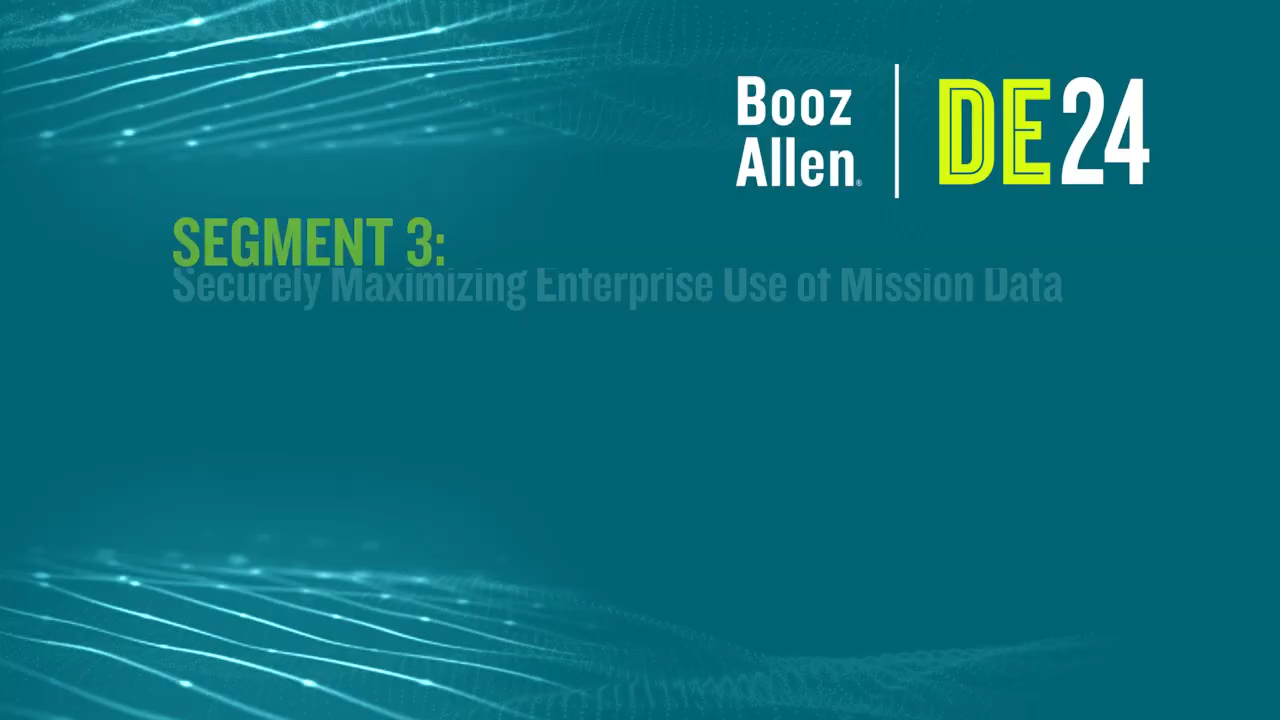 Booz
Allen®
DE24
SEGMENT 3:
Securely Maximizing Enterprise Use of Mission Data